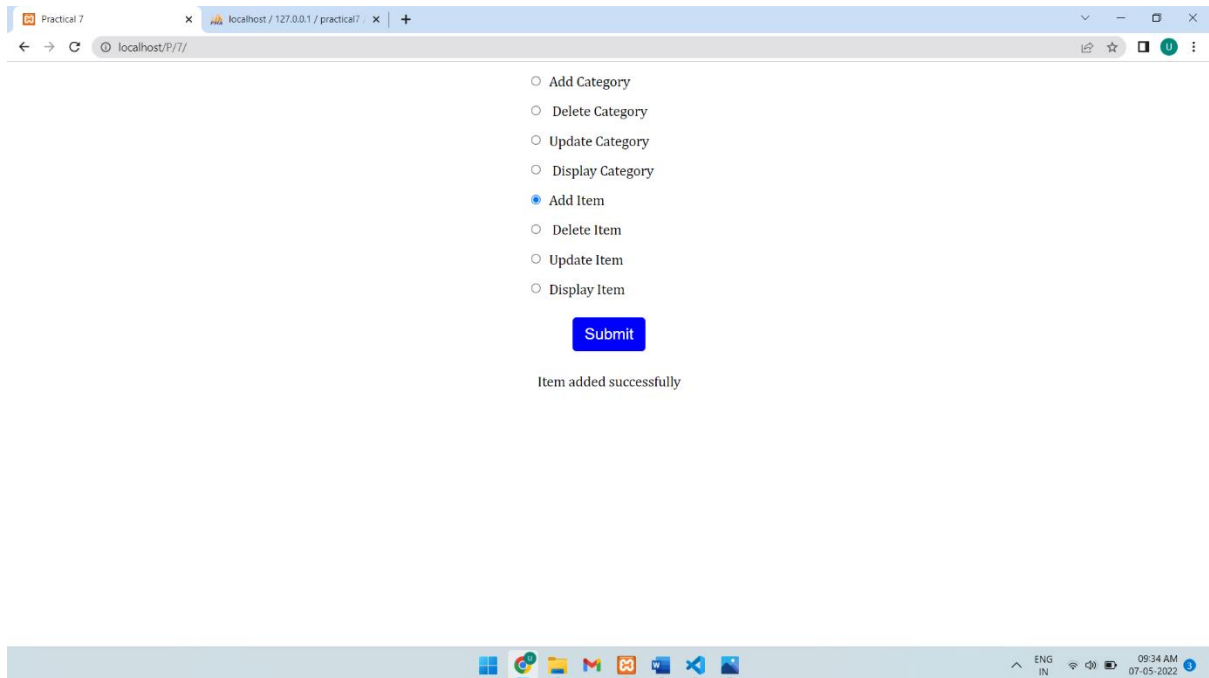 Practical 7
localhost / 127.0.0.1 / practical7 /
localhost/P/7/
U
Add Category
Delete Category
Update Category
Display Category
Add Item
Delete Item
Update Item
Display Item
Submit
Item added successfully
ENG
IN
09:34 AM
07-05-2022
3